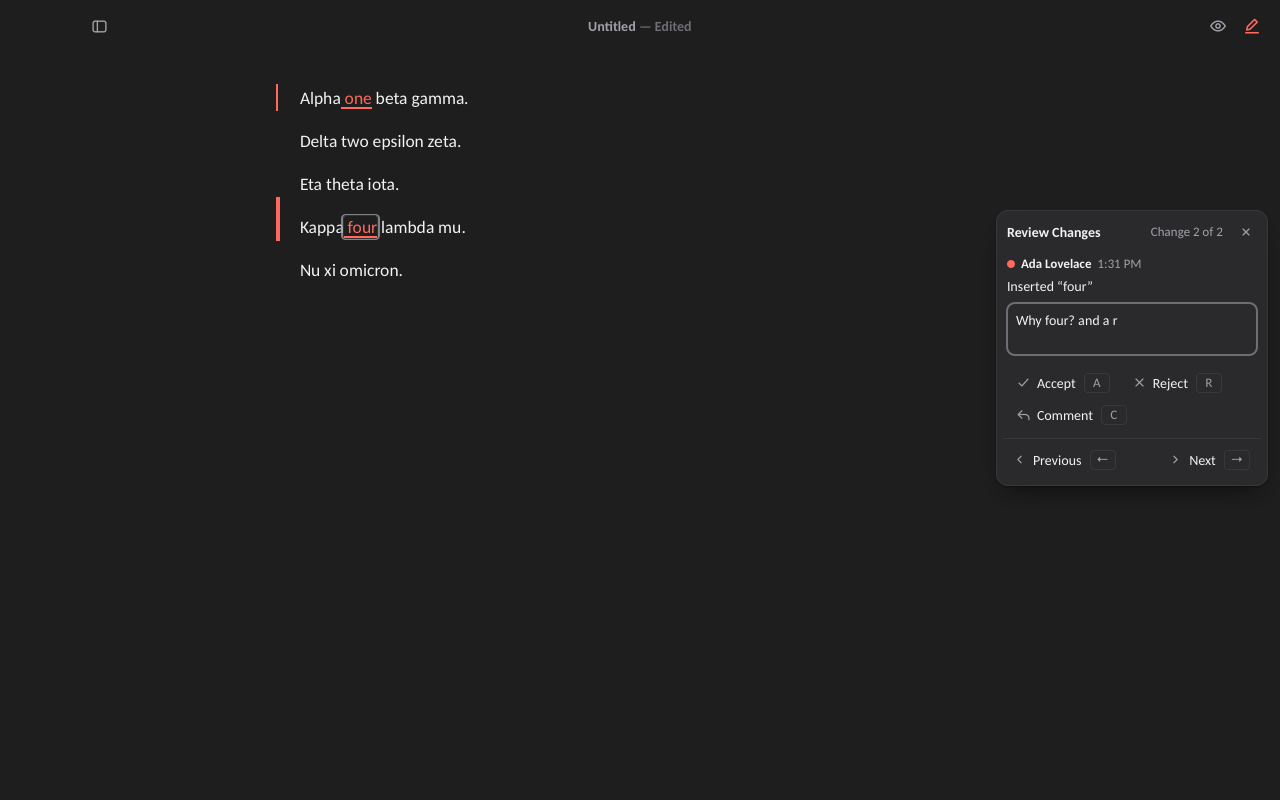 Untitled — Edited
Alpha one beta gamma.
Delta two epsilon zeta.
Eta theta iota.
Kappa four lambda mu.
Nu xi omicron.
Review Changes Change 2 of 2
Ada Lovelace 1:31 PM
Inserted “four”
Why four? and a r
Accept A Reject R
Comment C
Previous ← Next →